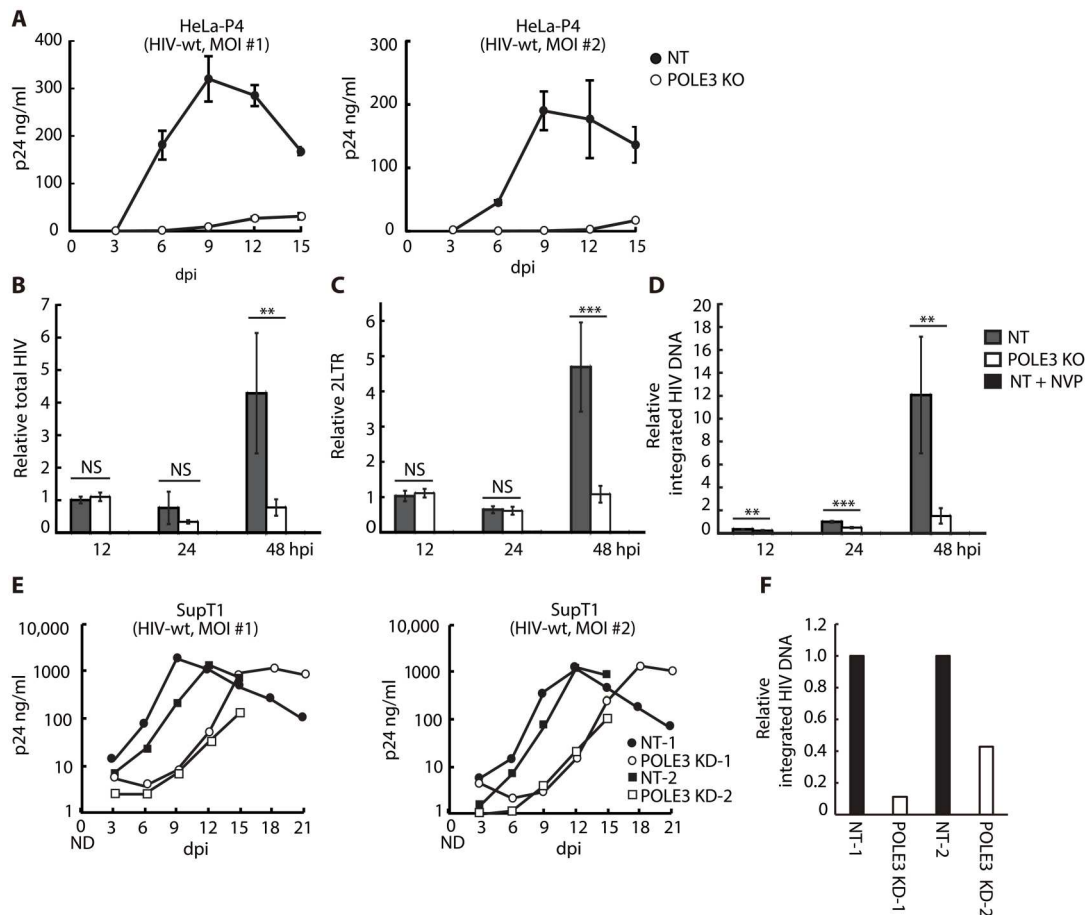 A
HeLa-P4
(HIV-wt, MOI #1)
p24 ng/ml
400
300
200
100
0
0 3 6 9 12 15
dpi
HeLa-P4
(HIV-wt, MOI #2)
p24 ng/ml
300
200
100
0
0 3 6 9 12 15
dpi
NT
POLE3 KO
B
Relative total HIV
7
6
5
4
3
2
1
0
NS
NS
**
12 24 48 hpi
C
Relative 2LTR
6
5
4
3
2
1
0
NS
NS
***
12 24 48 hpi
D
Relative
integrated HIV DNA
20
18
16
14
12
10
8
6
4
2
0
**
***
**
12 24 48 hpi
NT
POLE3 KO
NT + NVP
E
SupT1
(HIV-wt, MOI #1)
p24 ng/ml
10,000
1000
100
10
1
0 3 6 9 12 15 18 21
ND
dpi
SupT1
(HIV-wt, MOI #2)
p24 ng/ml
10,000
1000
100
10
1
0 3 6 9 12 15 18 21
ND
dpi
NT-1
POLE3 KD-1
NT-2
POLE3 KD-2
F
Relative
integrated HIV DNA
1.2
1.0
0.8
0.6
0.4
0.2
0
NT-1
POLE3 KD-1
NT-2
POLE3 KD-2